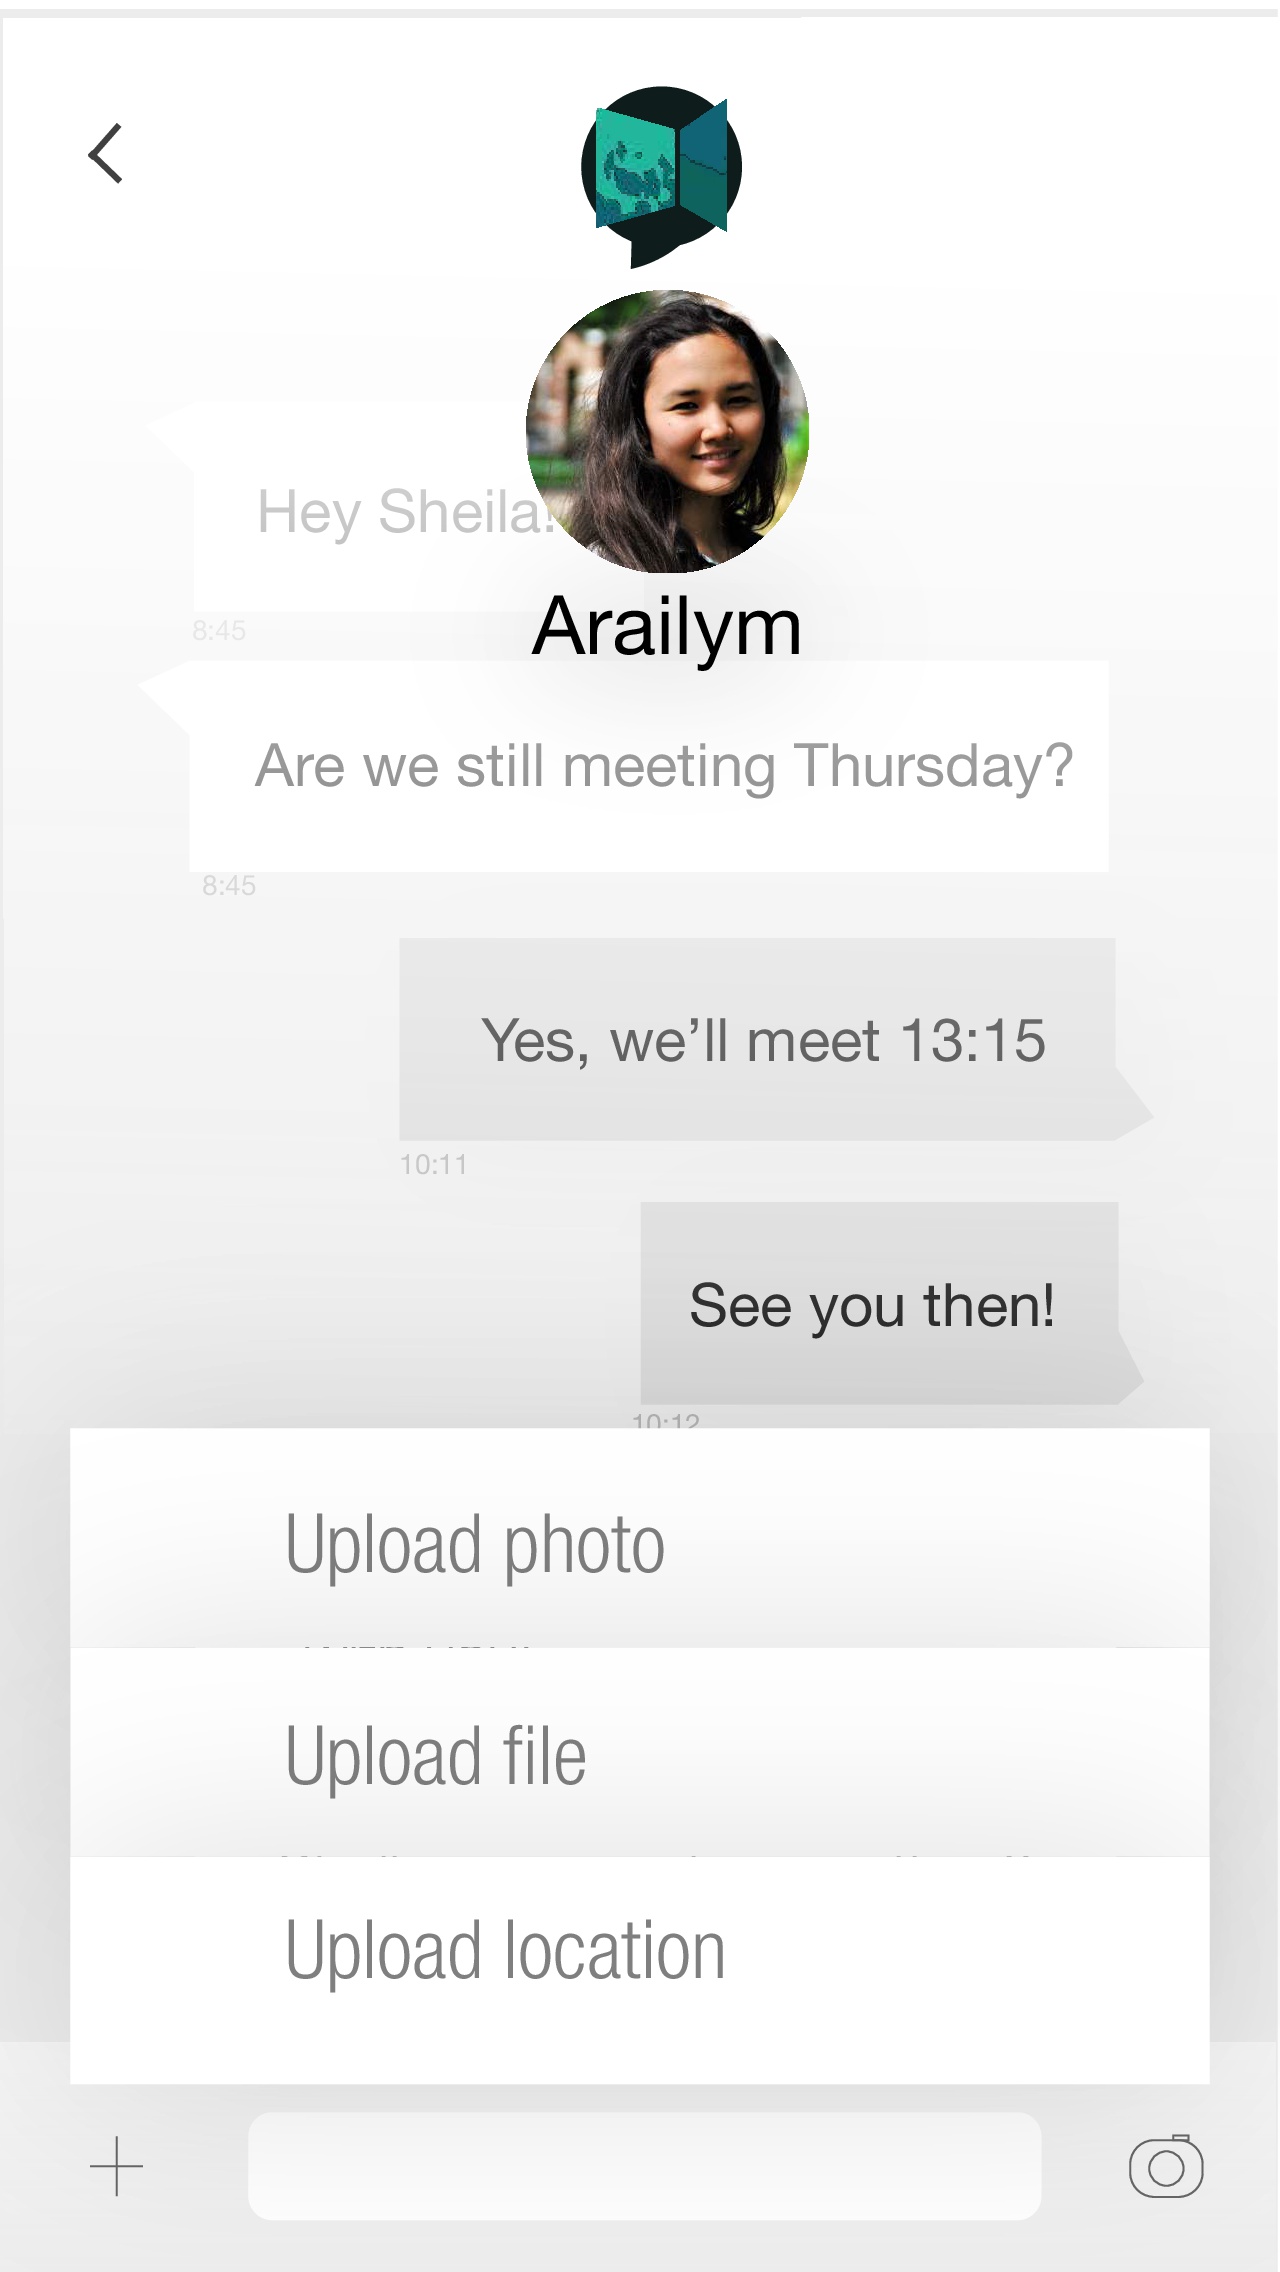 Hey Sheila!
8:45
Arailym
Are we still meeting Thursday?
8:45
Yes, we’ll meet 13:15
10:11
See you then!
10:12
Upload photo
Upload file
Upload location